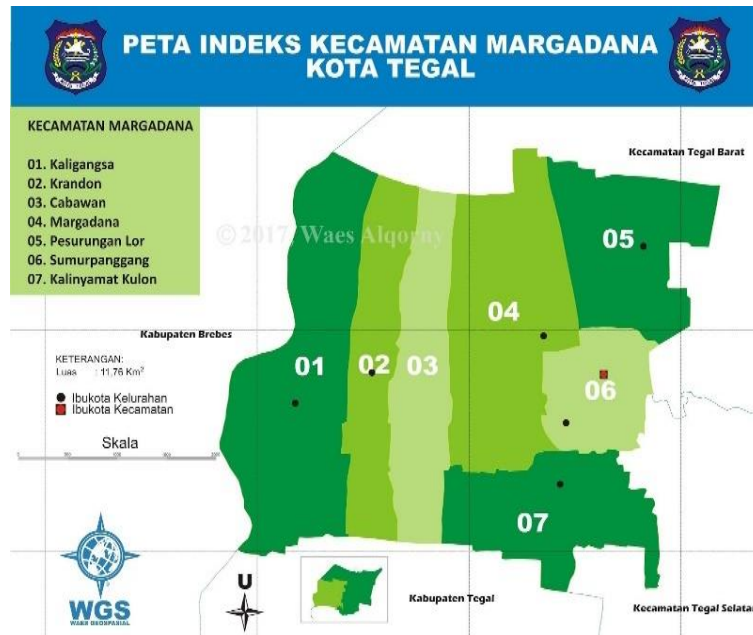 PETA INDEKS KECAMATAN MARGADANA
KOTA TEGAL
KECAMATAN MARGADANA
01. Kaligangsa
02. Krandon
03. Cabawan
04. Margadana
05. Pesurungan Lor
06. Sumurpanggang
07. Kalinyamat Kulon
Kecamatan Tegal Barat
© 2017 Waes Alqorny
05
04
Kabupaten Brebes
KETERANGAN:
Luas : 11,76 Km2
Ibukota Kelurahan
Ibukota Kecamatan
01
02
03
06
Skala
07
U
WGS
WAES GEOSPASIAL
Kabupaten Tegal
Kecamatan Tegal Selatan